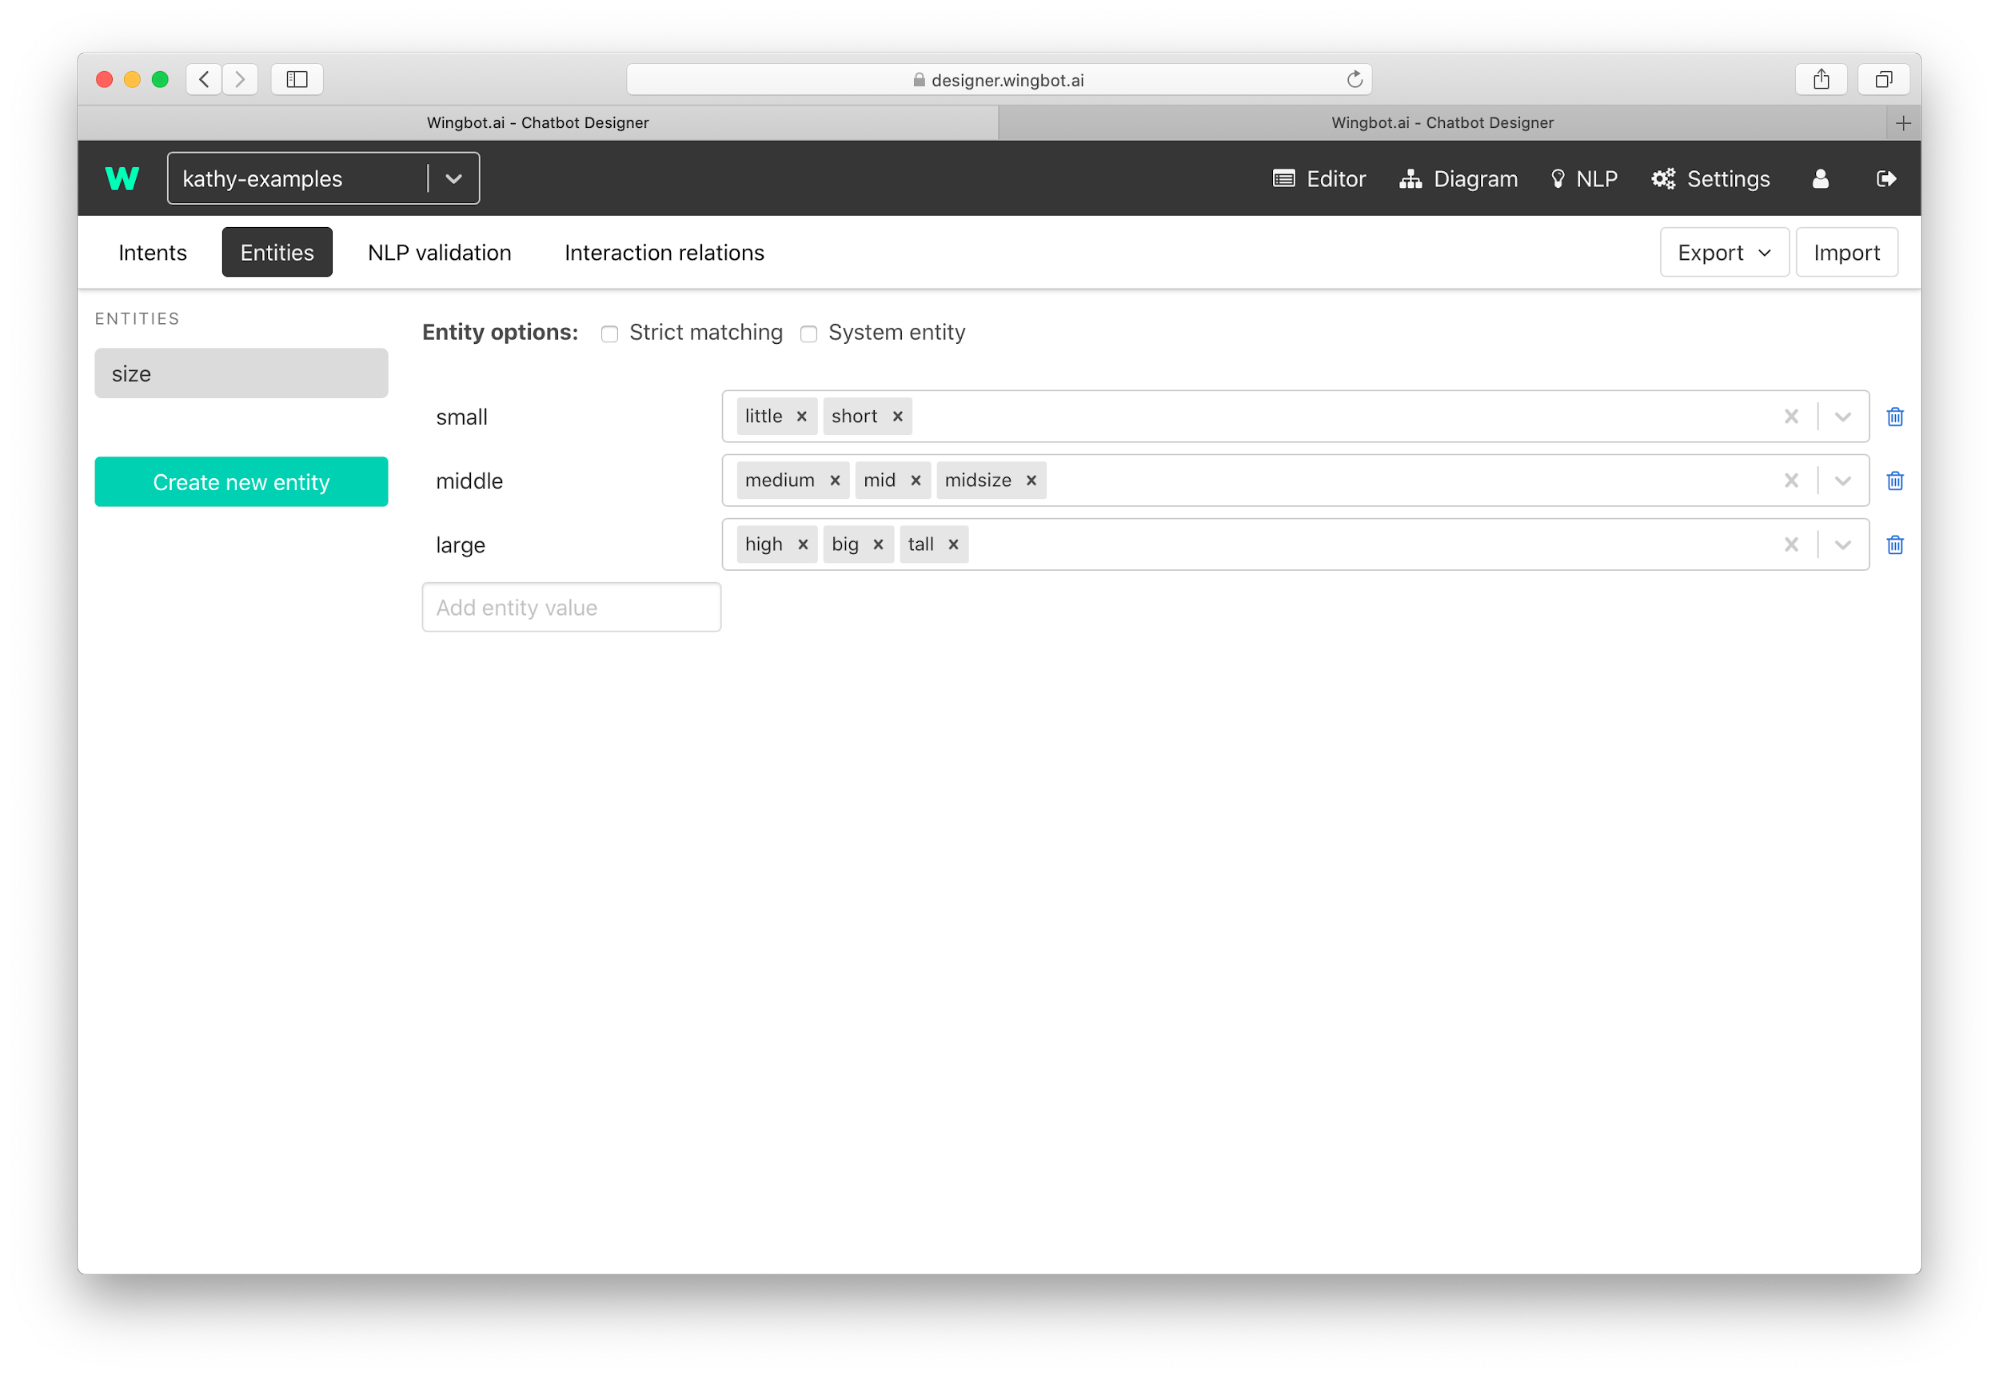 designer.wingbot.ai
Wingbot.ai - Chatbot Designer
Wingbot.ai - Chatbot Designer
W
kathy-examples
Editor
Diagram
NLP
Settings
Intents
Entities
NLP validation
Interaction relations
Export
Import
ENTITIES
size
Create new entity
Entity options: Strict matching System entity
small little short
middle medium mid midsize
large high big tall
Add entity value